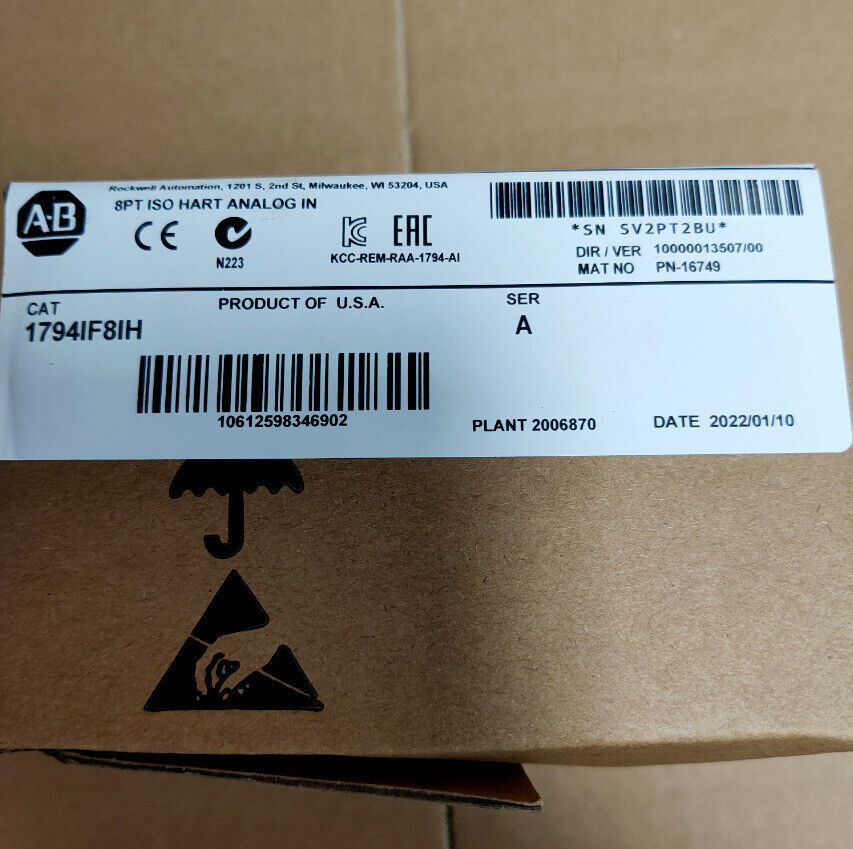 A-B
Rockwell Automation, 1201 S, 2nd St, Milwaukee, WI 53204, USA
8PT ISO HART ANALOG IN
CE
N223
EAC
KCC-REM-RAA-1794-AI
*SN SV2PT2BU*
DIR / VER 10000013507/00
MAT NO PN-16749
CAT
1794IF8IH
PRODUCT OF U.S.A.
SER
A
10612598346902
PLANT 2006870
DATE 2022/01/10